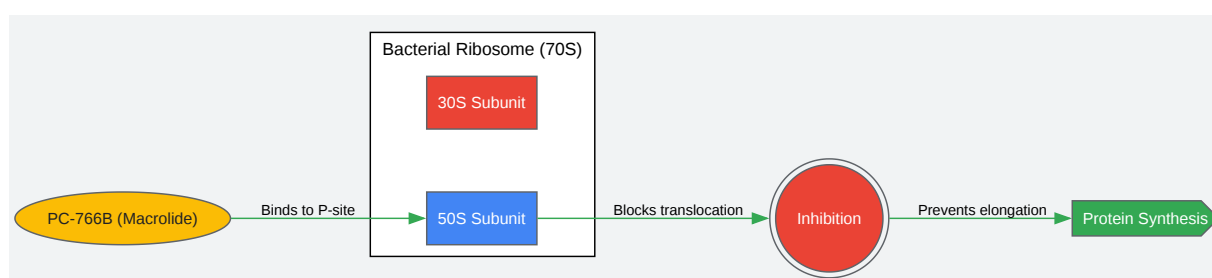 Bacterial Ribosome (70S)
30S Subunit
PC-766B (Macrolide)
Binds to P-site
50S Subunit
Blocks translocation
Inhibition
Prevents elongation
Protein Synthesis